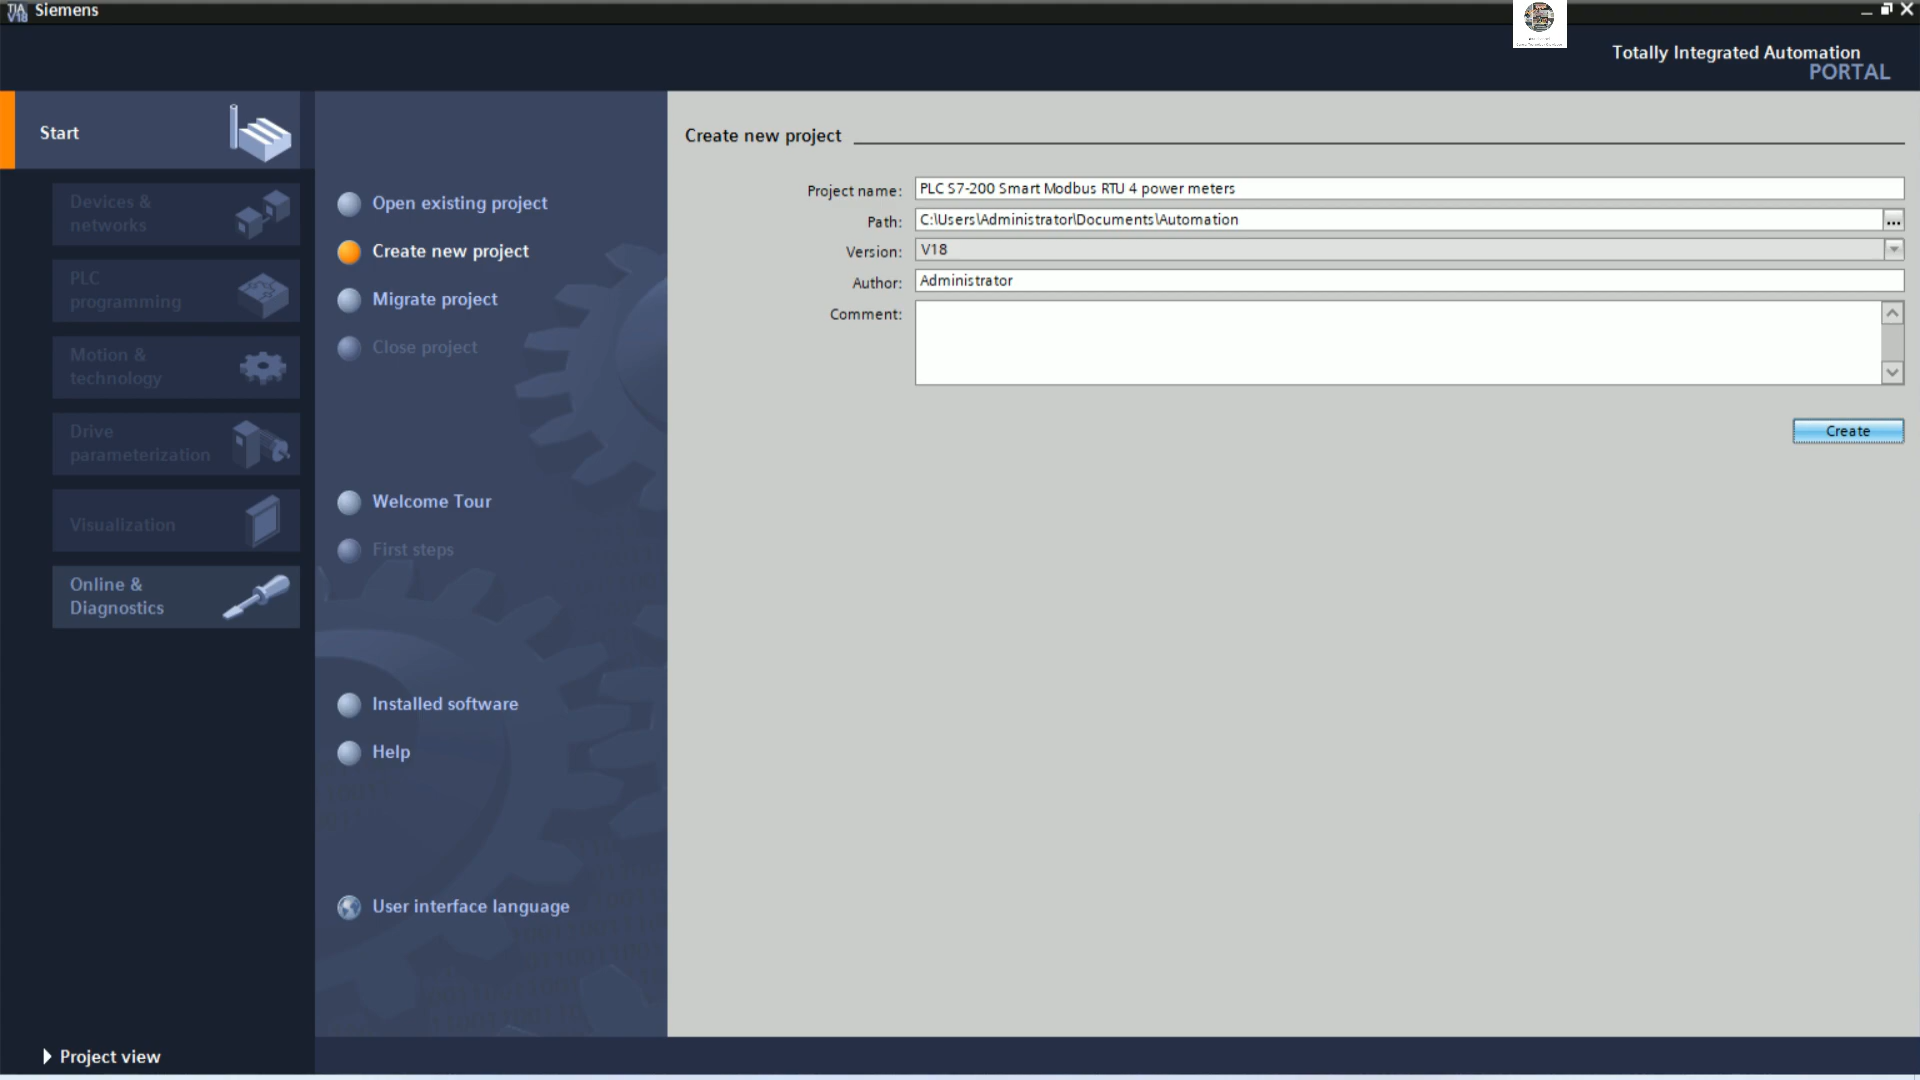 TIA
V18
Siemens
Totally Integrated Automation
PORTAL
Start
Devices &
networks
PLC
programming
Motion &
technology
Drive
parameterization
Visualization
Online &
Diagnostics
Project view
Open existing project
Create new project
Migrate project
Close project
Welcome Tour
First steps
Installed software
Help
User interface language
Create new project
Project name: PLC S7-200 Smart Modbus RTU 4 power meters
Path: C:\Users\Administrator\Documents\Automation
...
Version: V18
Author: Administrator
Comment:
Create